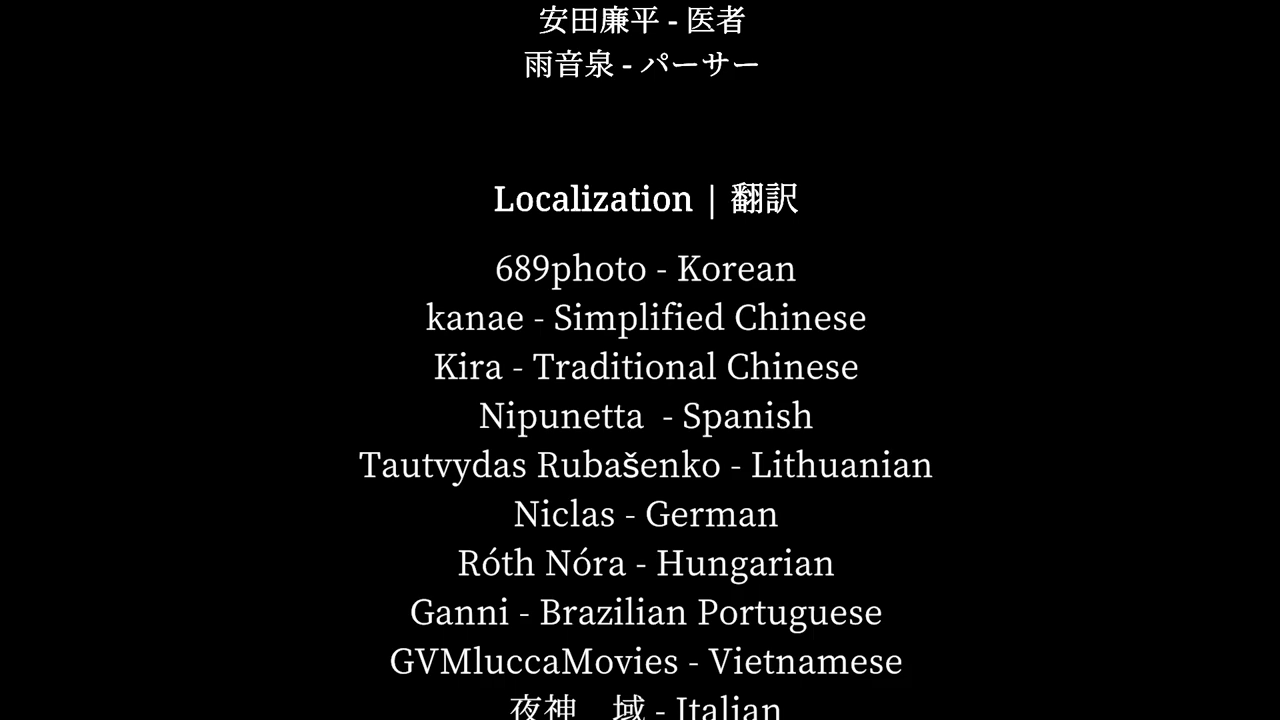 安田廉平 - 医者
雨音泉 - パーサー
Localization | 翻訳
689photo - Korean
kanae - Simplified Chinese
Kira - Traditional Chinese
Nipunetta  - Spanish
Tautvydas Rubašenko - Lithuanian
Niclas - German
Róth Nóra - Hungarian
Ganni - Brazilian Portuguese
GVMluccaMovies - Vietnamese
夜神　域 - Italian